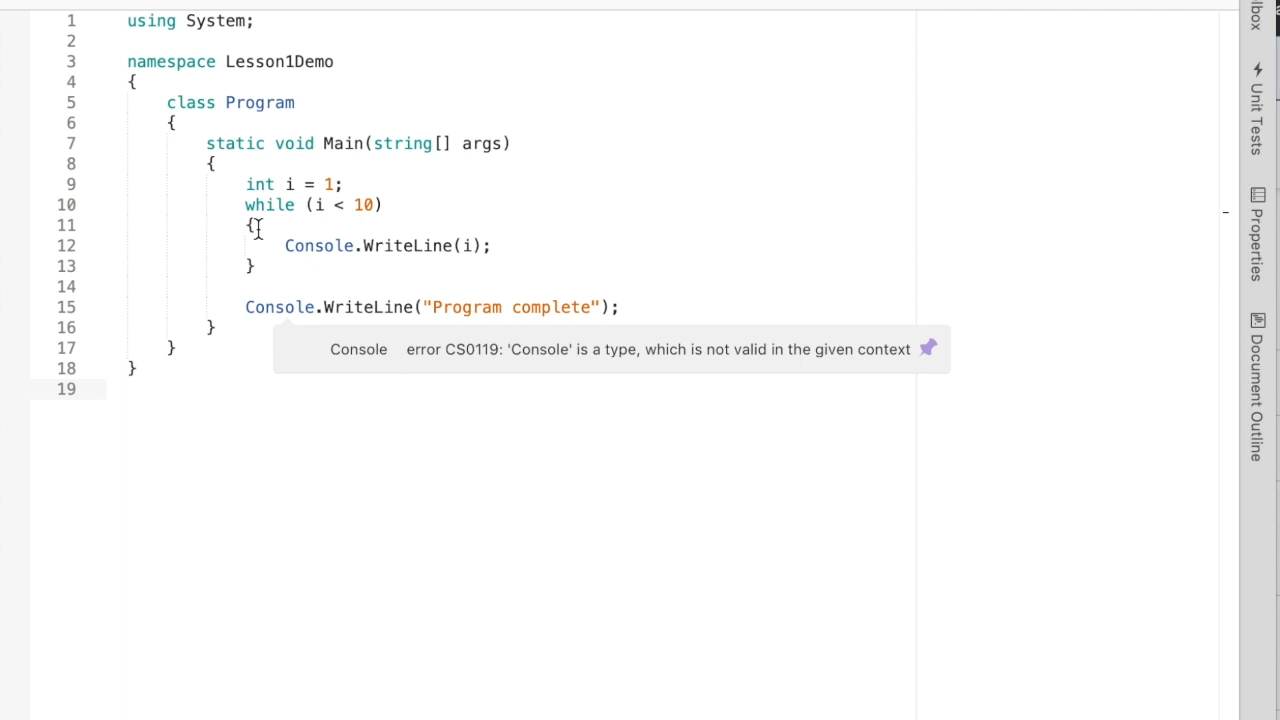 1 using System;
2
3 namespace Lesson1Demo
4 {
5 class Program
6 {
7 static void Main(string[] args)
8 {
9 int i = 1;
10 while (i < 10)
11 {
12 Console.WriteLine(i);
13 }
14
15 Console.WriteLine("Program complete");
16 }
17 }
18 }
19
Console error CS0119: 'Console' is a type, which is not valid in the given context
Unit Tests
Properties
Document Outline